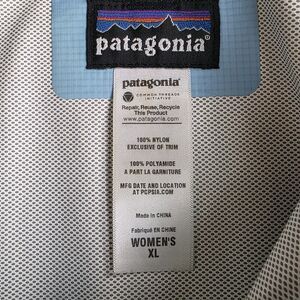 patagonia®
patagonia®
COMMON THREADS
INITIATIVE
Repair, Reuse, Recycle
This Product
www.patagonia.com
100% NYLON
EXCLUSIVE OF TRIM
100% POLYAMIDE
A PART LA GARNITURE
MFG DATE AND LOCATION
AT PCPSIA.COM
Made in CHINA
Fabriqué EN CHINE
WOMEN'S
XL